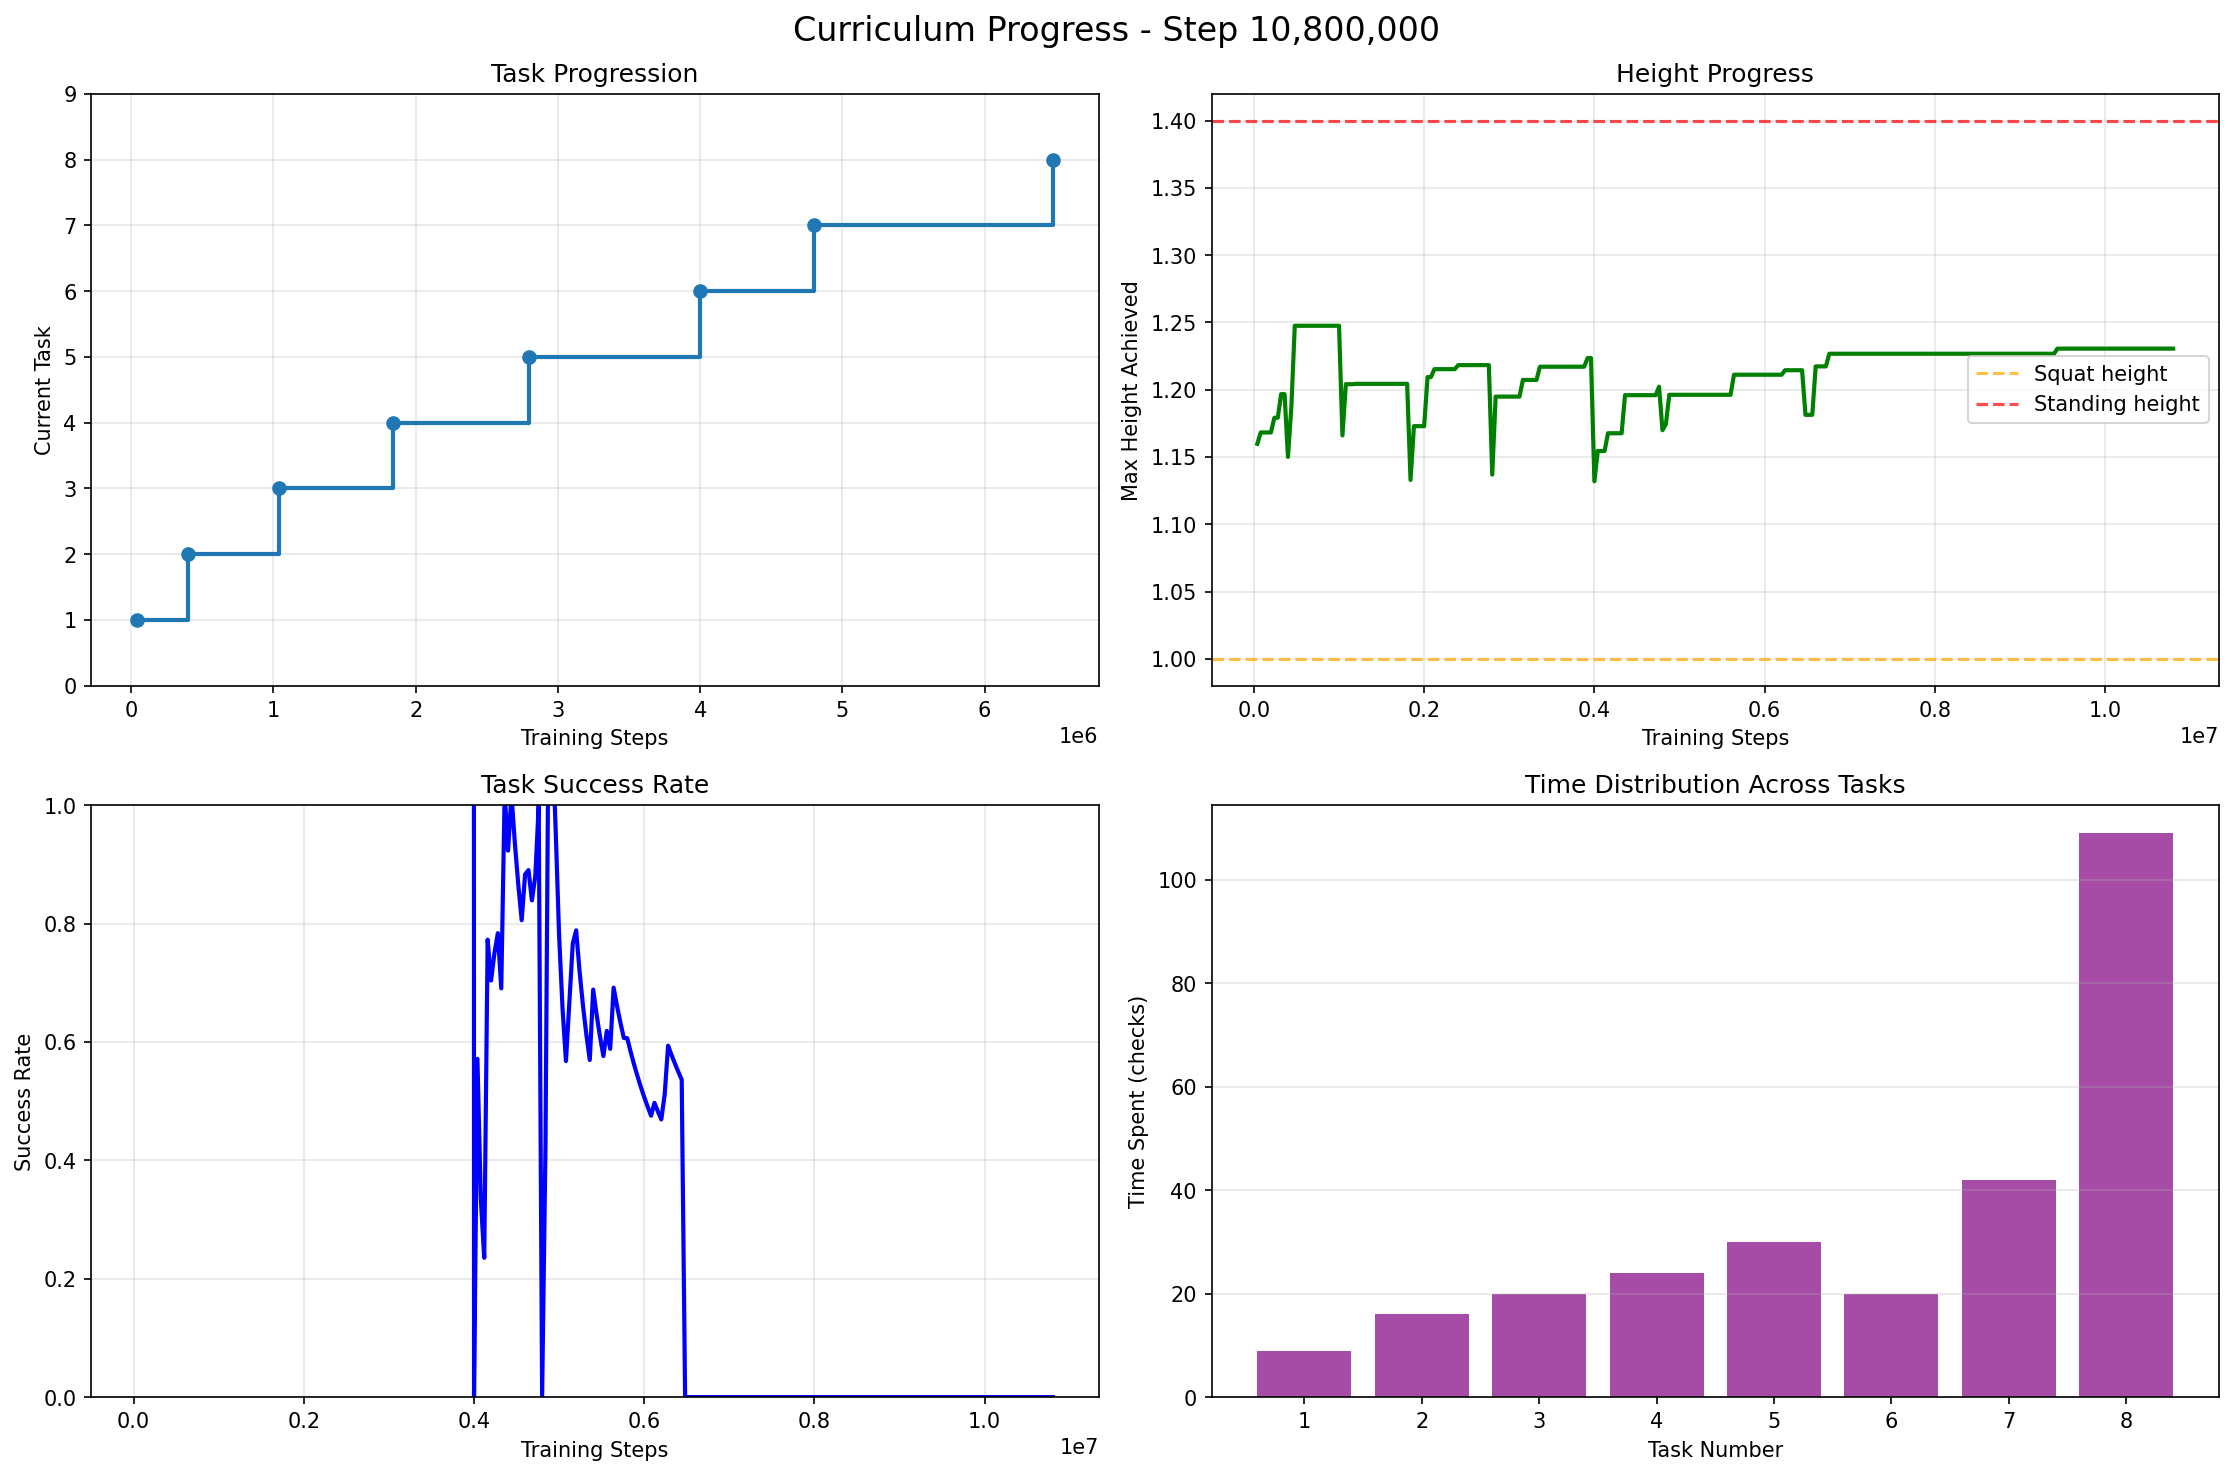 Curriculum Progress - Step 10,800,000
Task Progression
9
8
7
6
5
4
3
2
1
0
Current Task
0 1 2 3 4 5 6
1e6
Training Steps
Height Progress
1.40
1.35
1.30
1.25
1.20
1.15
1.10
1.05
1.00
Max Height Achieved
Squat height
Standing height
0.0 0.2 0.4 0.6 0.8 1.0
1e7
Training Steps
Task Success Rate
1.0
0.8
0.6
0.4
0.2
0.0
Success Rate
0.0 0.2 0.4 0.6 0.8 1.0
1e7
Training Steps
Time Distribution Across Tasks
100
80
60
40
20
0
Time Spent (checks)
1 2 3 4 5 6 7 8
Task Number